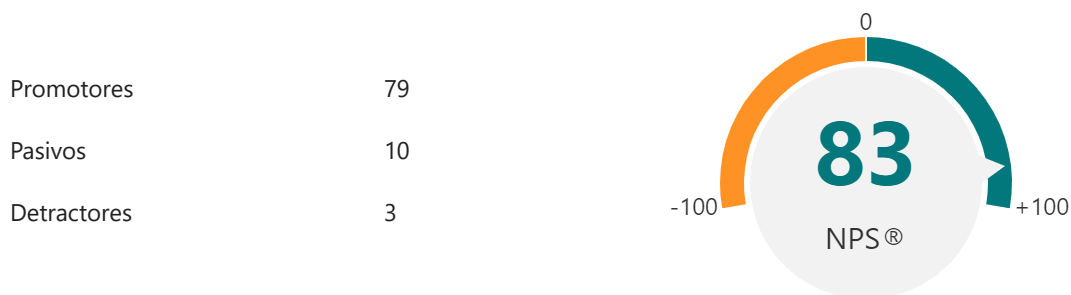 Promotores 79
Pasivos 10
Detractores 3
0
83
-100
+100
NPS®